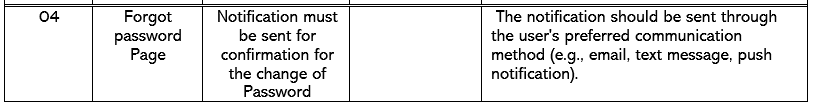 04
Forgot
password
Page
Notification must
be sent for
confirmation for
the change of
Password
The notification should be sent through
the user's preferred communication
method (e.g., email, text message, push
notification).